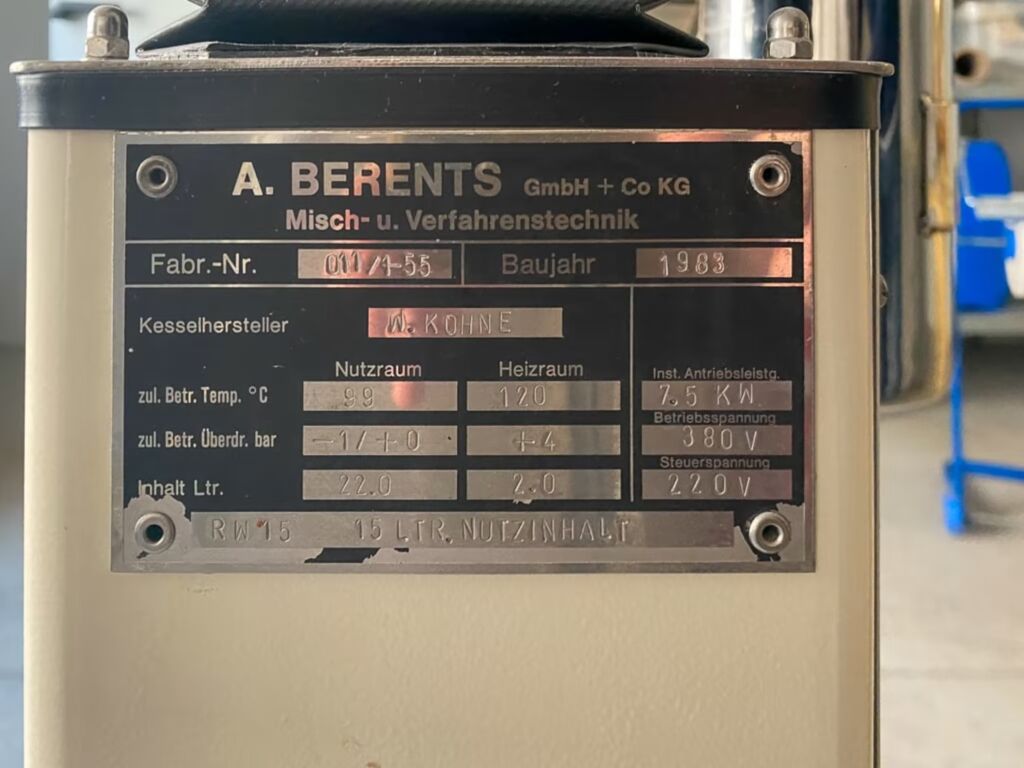 A. BERENTS GmbH + Co KG
Misch- u. Verfahrenstechnik
Fabr.-Nr. 011/1-55 Baujahr 1983
Kesselhersteller W. KOHNE
Nutzraum Heizraum Inst. Antriebsleistg.
zul. Betr. Temp. °C 99 120 7.5 KW
Betriebsspannung
zul. Betr. Überdr. bar -1/+0 +4 380V
Steuerspannung
Inhalt Ltr. 22.0 2.0 220V
RW 15 15 LTR. NUTZINHALT